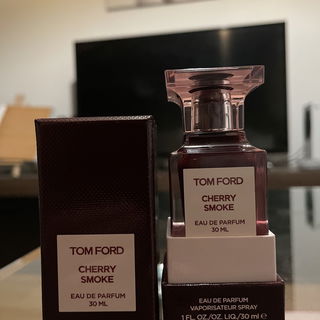 TOM FORD
CHERRY
SMOKE
EAU DE PARFUM
30 ML
TOM FORD
CHERRY
SMOKE
EAU DE PARFUM
30 ML
EAU DE PARFUM
VAPORISATEUR SPRAY
1 FL. OZ./OZ. LIQ./30 ml ℮